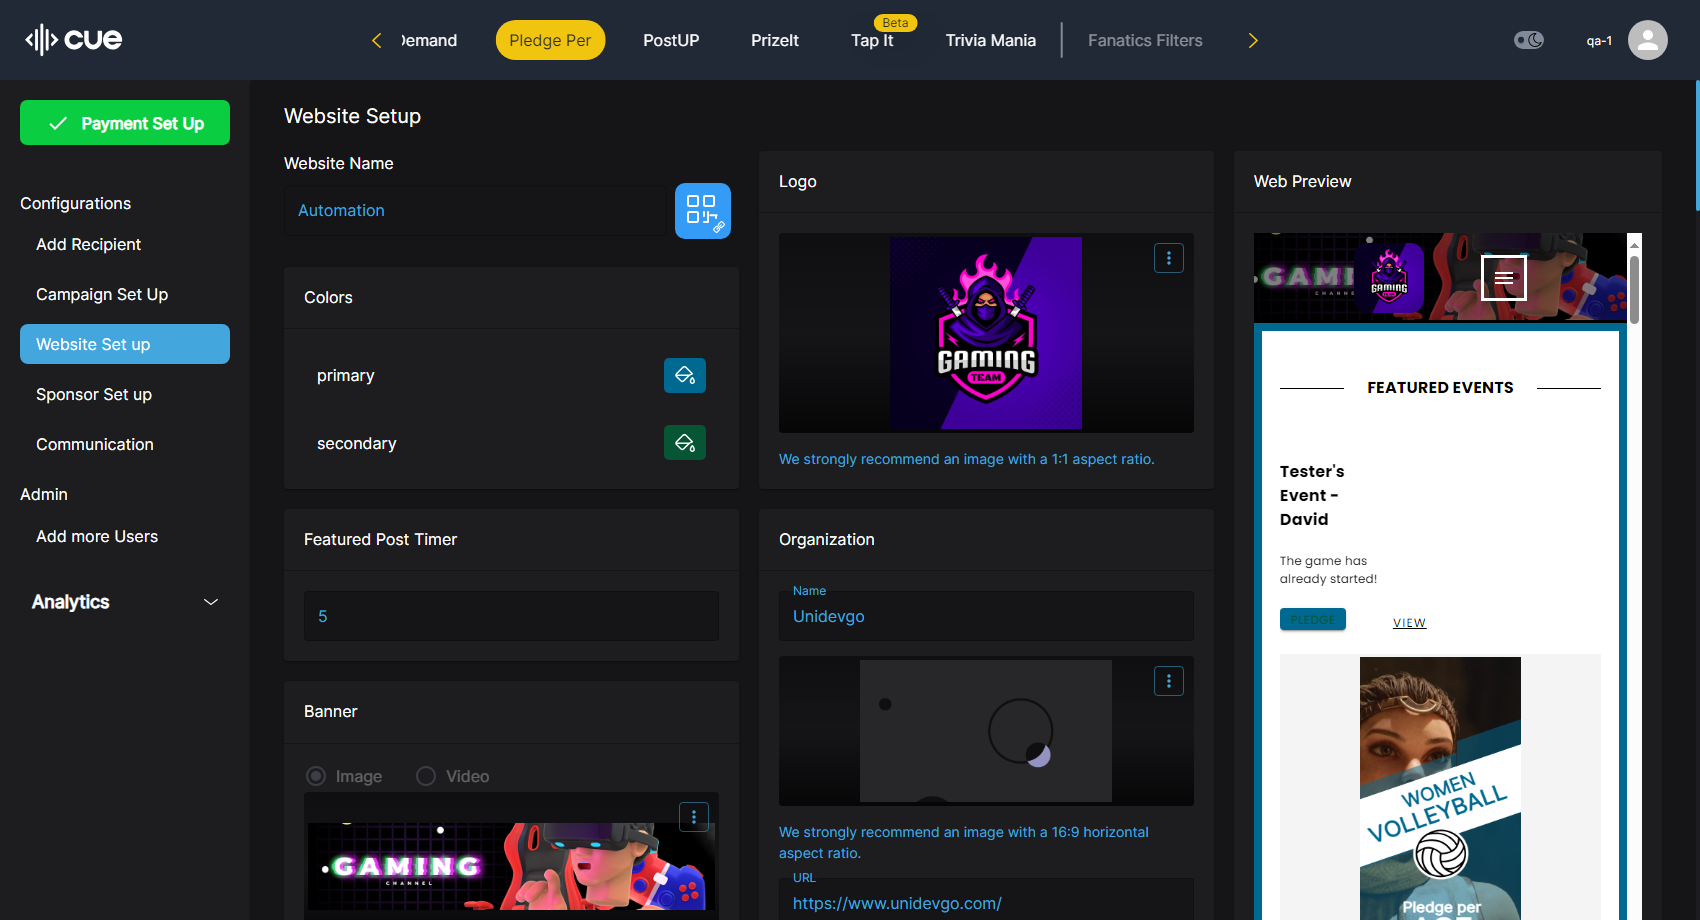 cue
Demand
Pledge Per
PostUP
PrizeIt
Beta
Tap It
Trivia Mania
Fanatics Filters
qa-1
Payment Set Up
Configurations
Add Recipient
Campaign Set Up
Website Set up
Sponsor Set up
Communication
Admin
Add more Users
Analytics
Website Setup
Website Name
Automation
Colors
primary
secondary
Featured Post Timer
5
Banner
Image
Video
GAMING
CHANNEL
Logo
GAMING
TEAM
We strongly recommend an image with a 1:1 aspect ratio.
Organization
Name
Unidevgo
We strongly recommend an image with a 16:9 horizontal
aspect ratio.
URL
https://www.unidevgo.com/
Web Preview
GAMING
TEAM
FEATURED EVENTS
Tester's
Event -
David
The game has
already started!
PLEDGE
VIEW
WOMEN
VOLLEYBALL
Pledge per